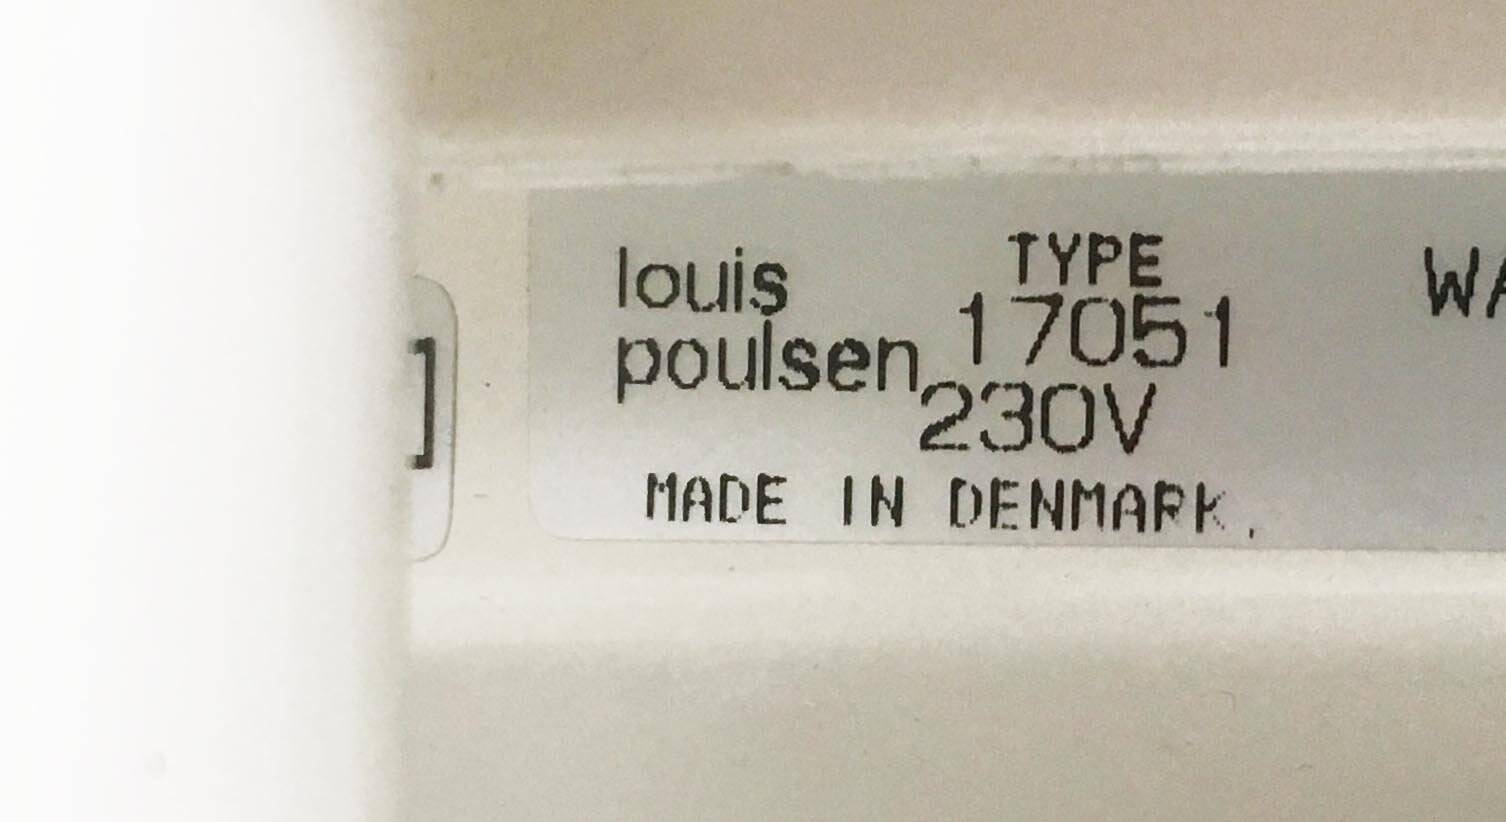 louis
poulsen
TYPE
17051
230V
MADE IN DENMARK.
]